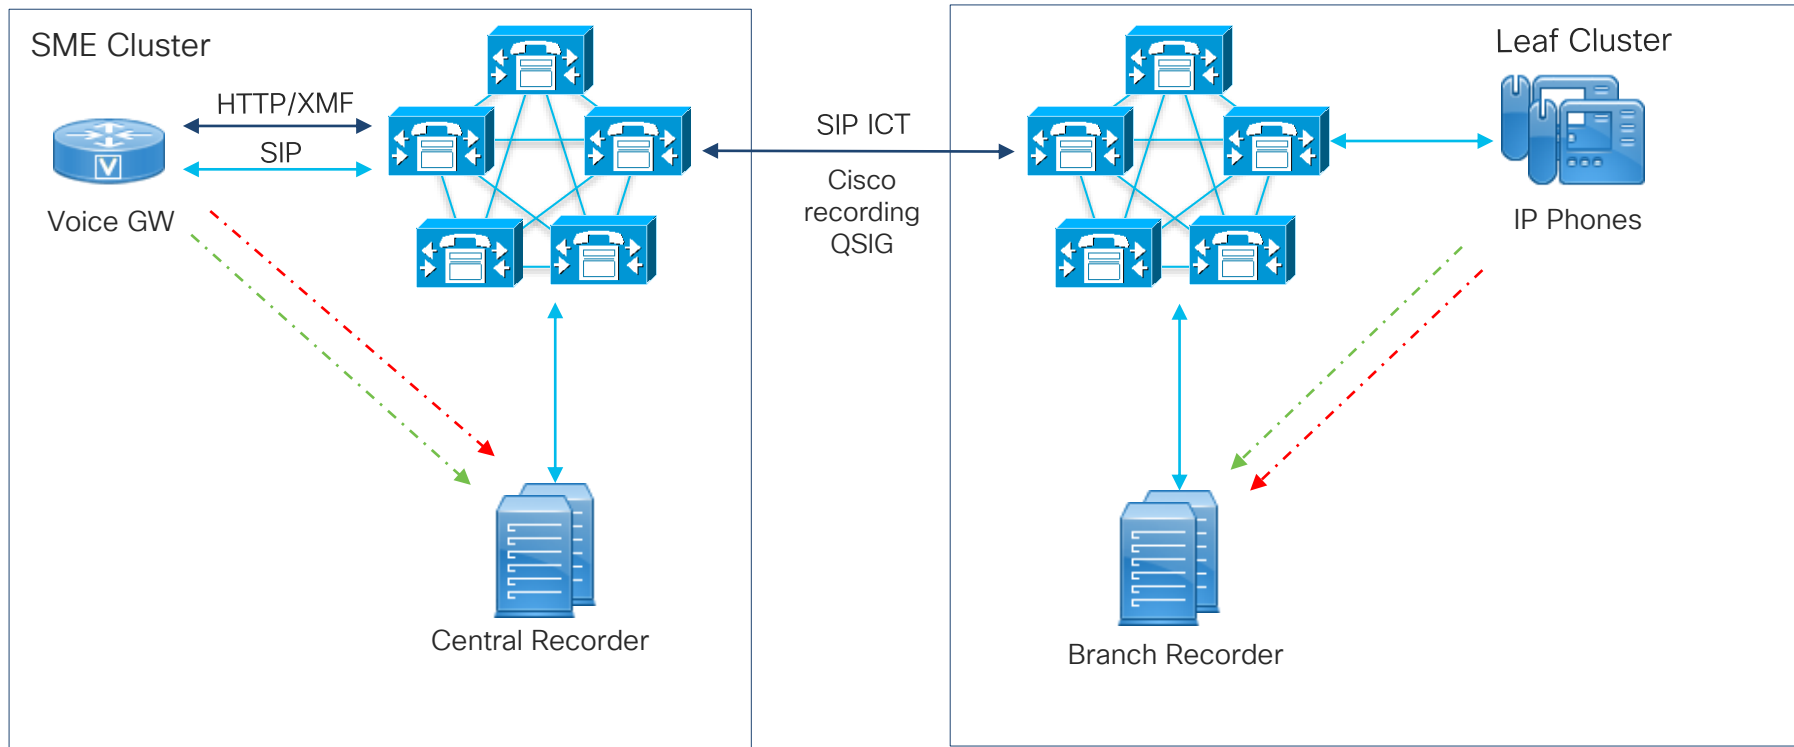 SME Cluster
HTTP/XMF
SIP
V
Voice GW
Central Recorder
SIP ICT
Cisco
recording
QSIG
Leaf Cluster
IP Phones
Branch Recorder